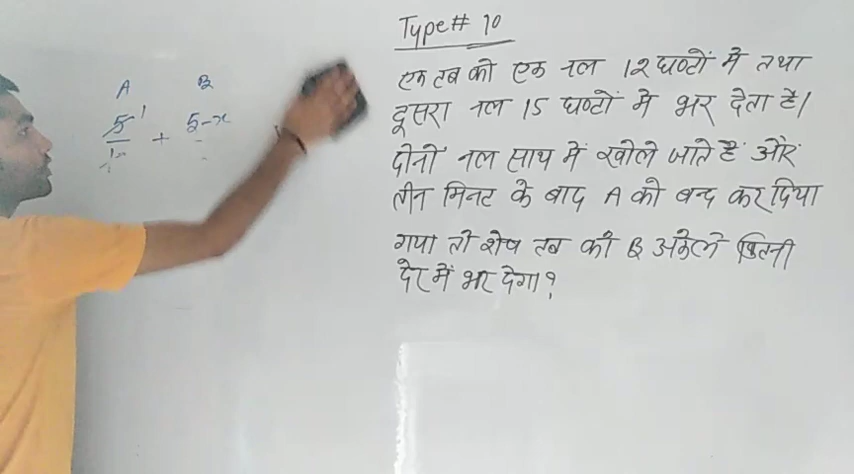 Type# 10
एक टब को एक नल 12 घण्टों में तथा
दूसरा नल 15 घण्टों में भर देता है।
दोनों नल साथ में खोले जाते हैं और
तीन मिनट के बाद A को बन्द कर दिया
गया तो शेष टब को B अकेले कितनी
देर में भर देगा?
A B
5 1 + 5-x